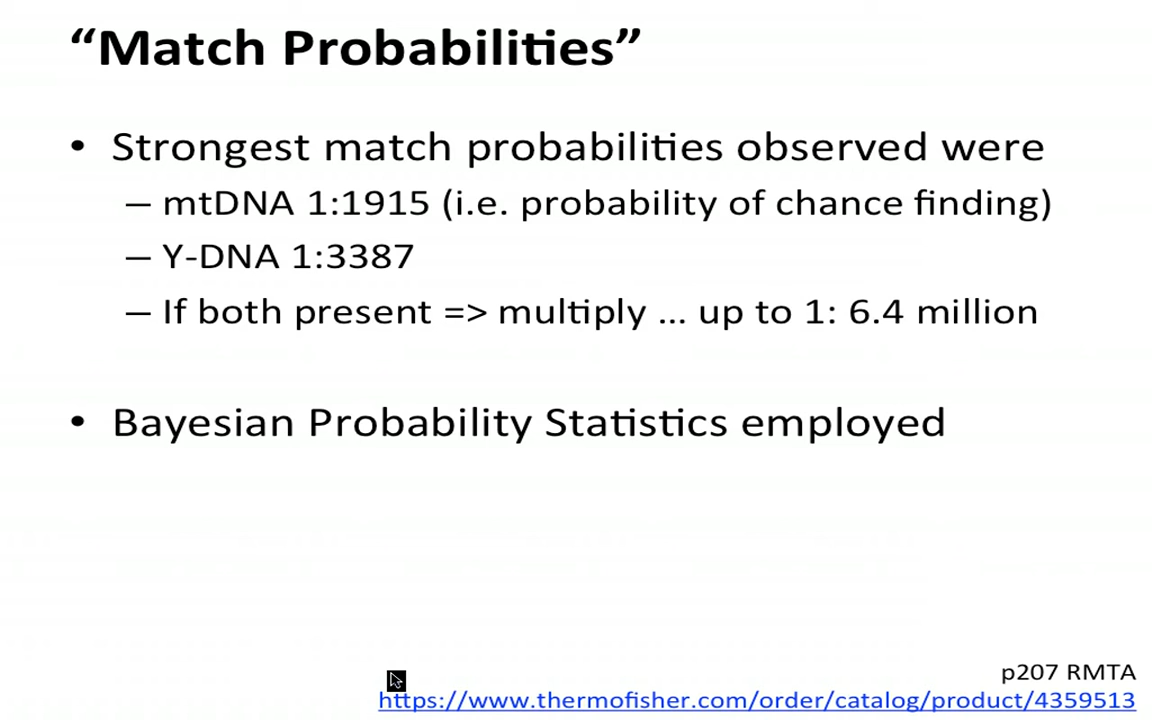 “Match Probabilities”
• Strongest match probabilities observed were
– mtDNA 1:1915 (i.e. probability of chance finding)
– Y-DNA 1:3387
– If both present => multiply ... up to 1: 6.4 million
• Bayesian Probability Statistics employed
p207 RMTA
https://www.thermofisher.com/order/catalog/product/4359513